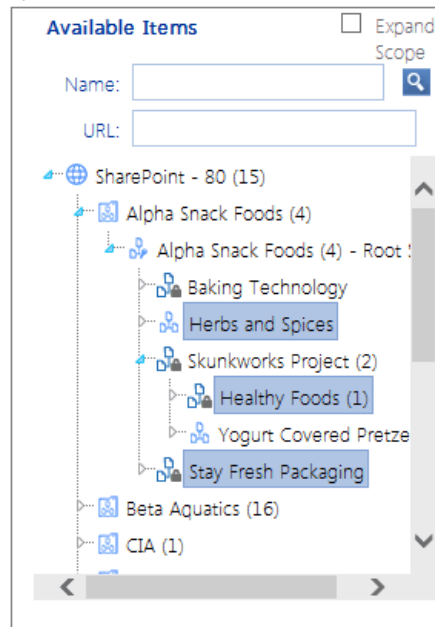 Available Items
Expand
Scope
Name:
URL:
SharePoint - 80 (15)
Alpha Snack Foods (4)
Alpha Snack Foods (4) - Root
Baking Technology
Herbs and Spices
Skunkworks Project (2)
Healthy Foods (1)
Yogurt Covered Pretze
Stay Fresh Packaging
Beta Aquatics (16)
CIA (1)